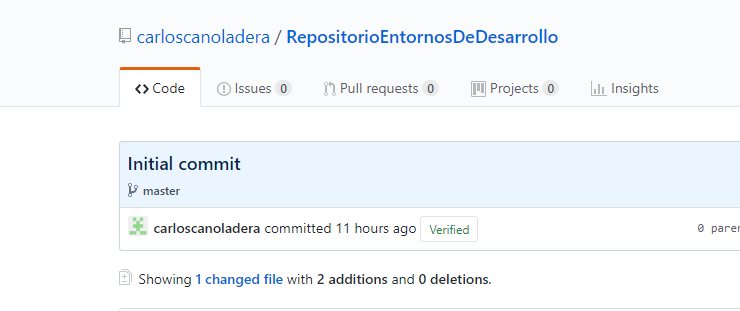 carloscanoladera / RepositorioEntornosDeDesarrollo
Code Issues 0 Pull requests 0 Projects 0 Insights
Initial commit
master
carloscanoladera committed 11 hours ago Verified 0 pare
Showing 1 changed file with 2 additions and 0 deletions.